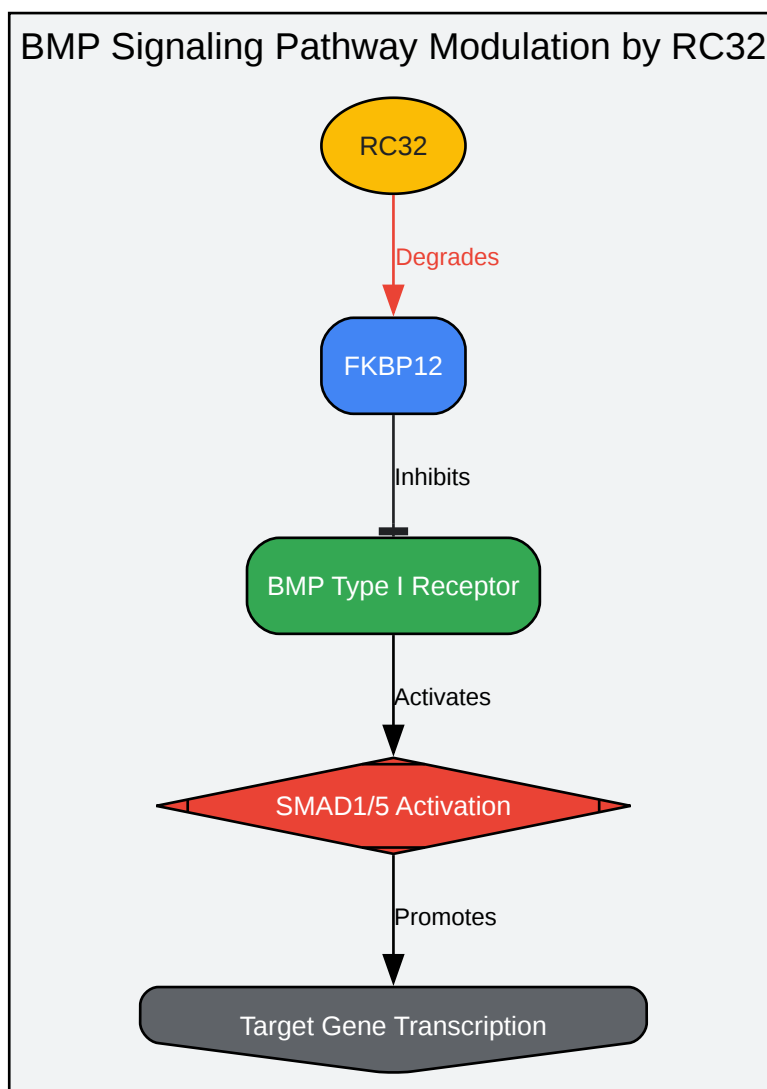 BMP Signaling Pathway Modulation by RC32
RC32
Degrades
FKBP12
Inhibits
BMP Type I Receptor
Activates
SMAD1/5 Activation
Promotes
Target Gene Transcription